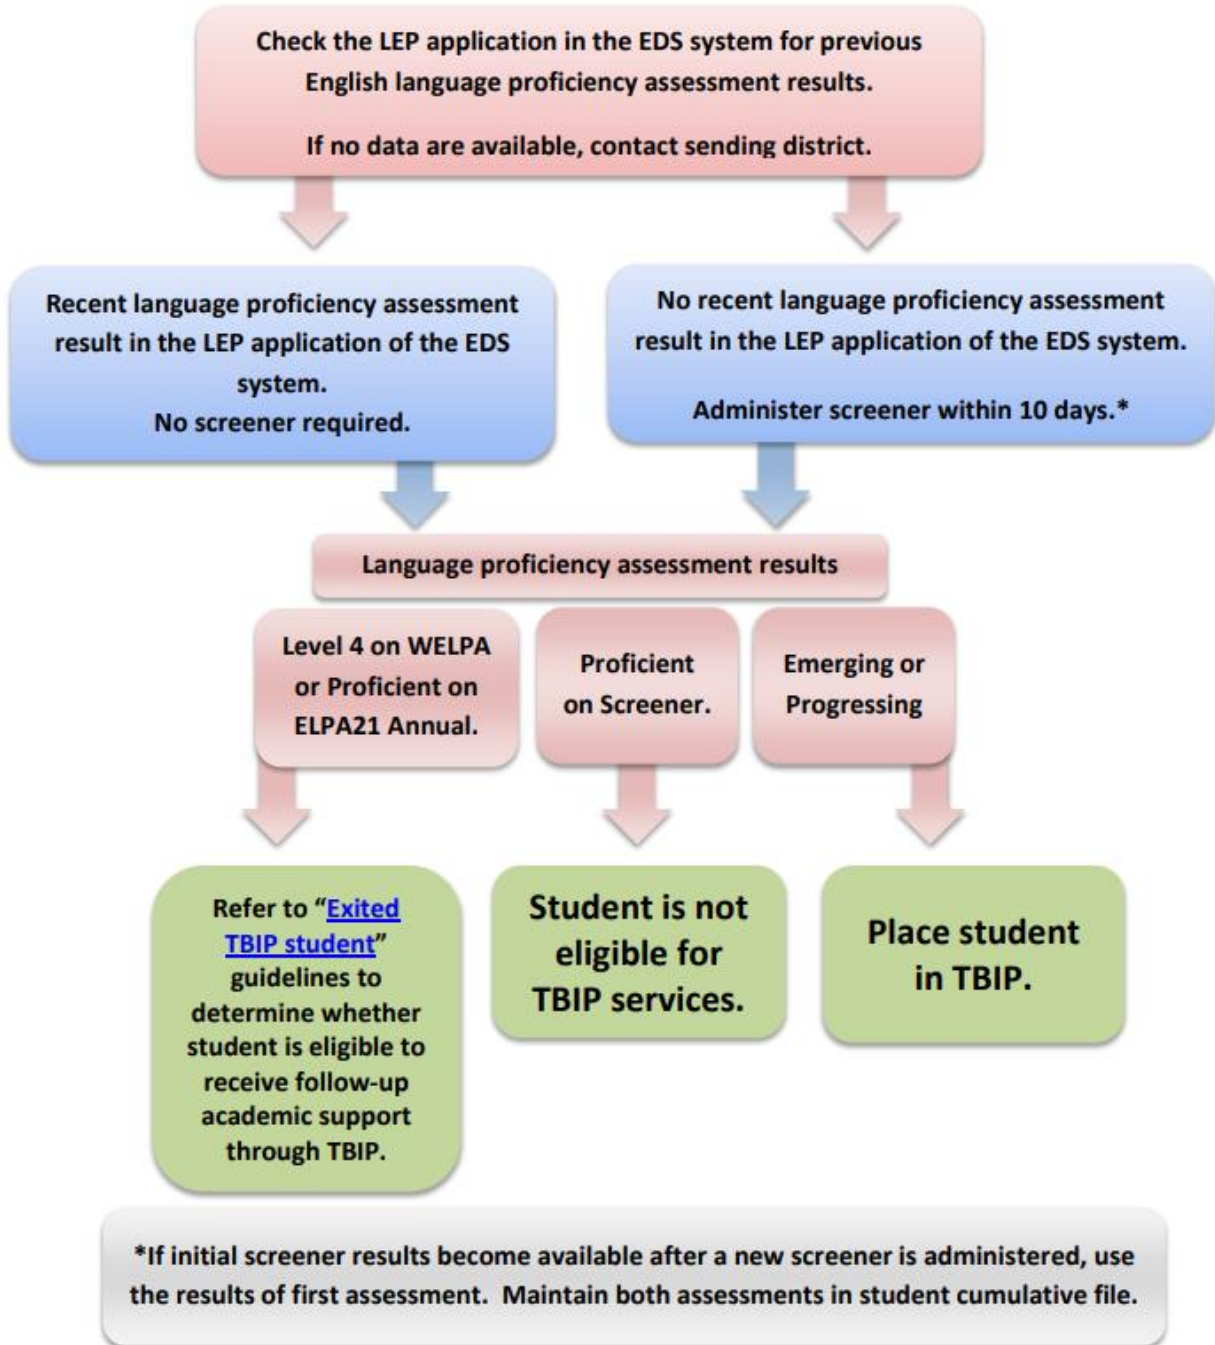 Check the LEP application in the EDS system for previous
English language proficiency assessment results.
If no data are available, contact sending district.
Recent language proficiency assessment
result in the LEP application of the EDS
system.
No screener required.
No recent language proficiency assessment
result in the LEP application of the EDS system.
Administer screener within 10 days.*
Language proficiency assessment results
Level 4 on WELPA
or Proficient on
ELPA21 Annual.
Proficient
on Screener.
Emerging or
Progressing
Refer to “Exited
TBIP student”
guidelines to
determine whether
student is eligible to
receive follow-up
academic support
through TBIP.
Student is not
eligible for
TBIP services.
Place student
in TBIP.
*If initial screener results become available after a new screener is administered, use
the results of first assessment.  Maintain both assessments in student cumulative file.